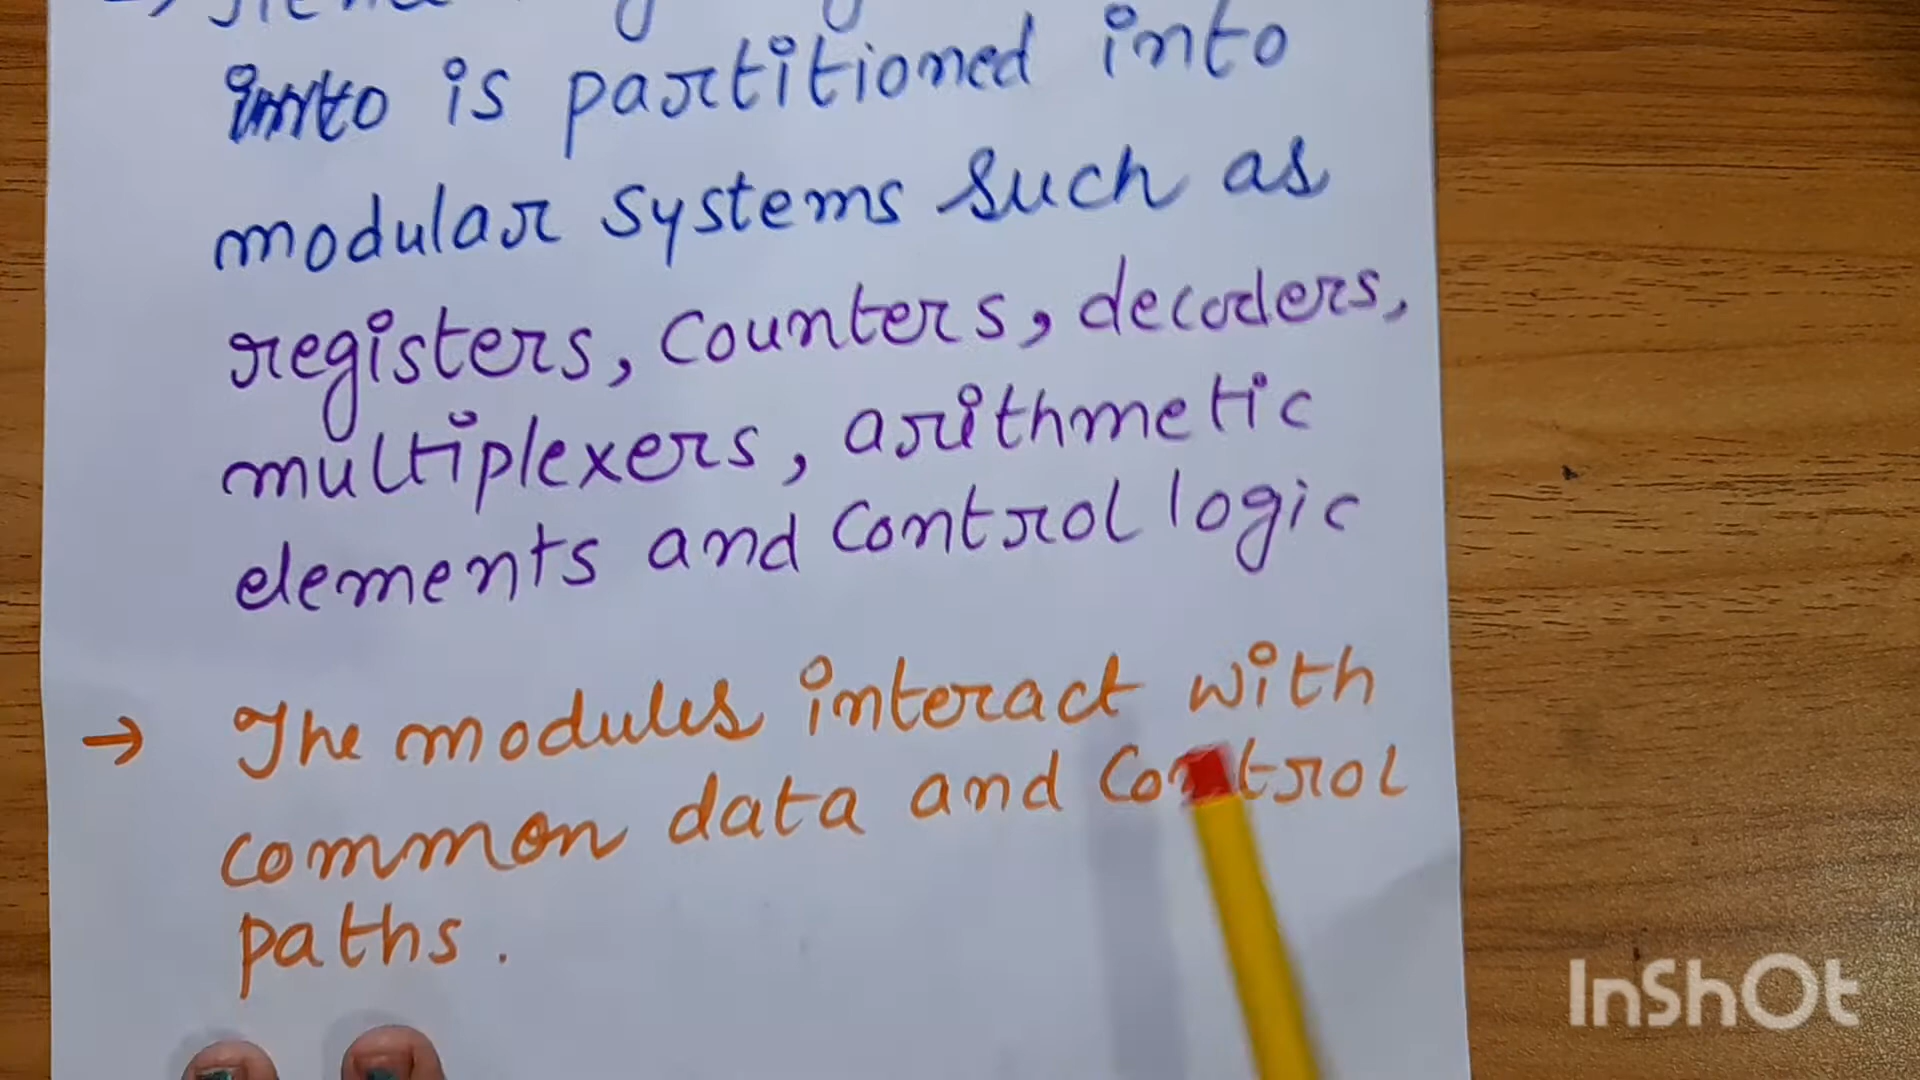 into is partitioned into
modular systems such as
registers, counters, decoders,
multiplexers, arithmetic
elements and control logic
→ The modules interact with
common data and control
paths.
InShOt